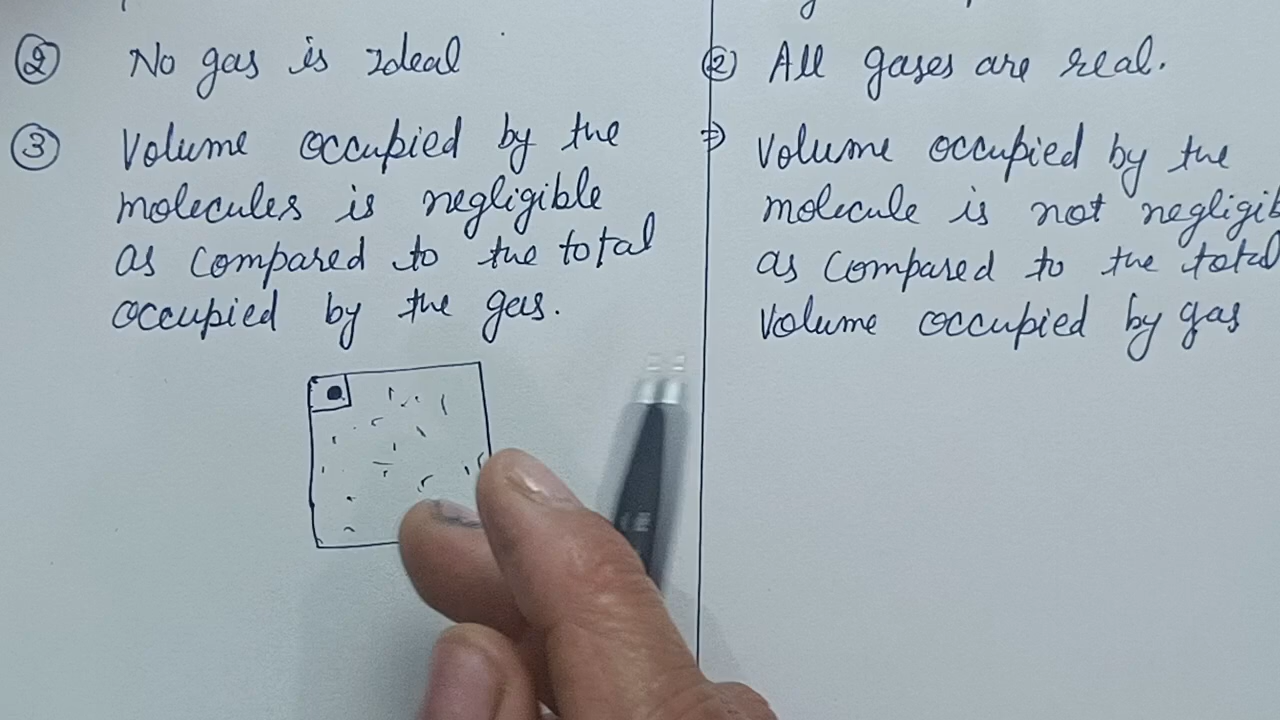 ② No gas is Ideal
③ Volume occupied by the
molecules is negligible
as compared to the total
occupied by the gas.
② All gases are real.
⇒ Volume occupied by the
molecule is not negligib
as compared to the total
Volume occupied by gas